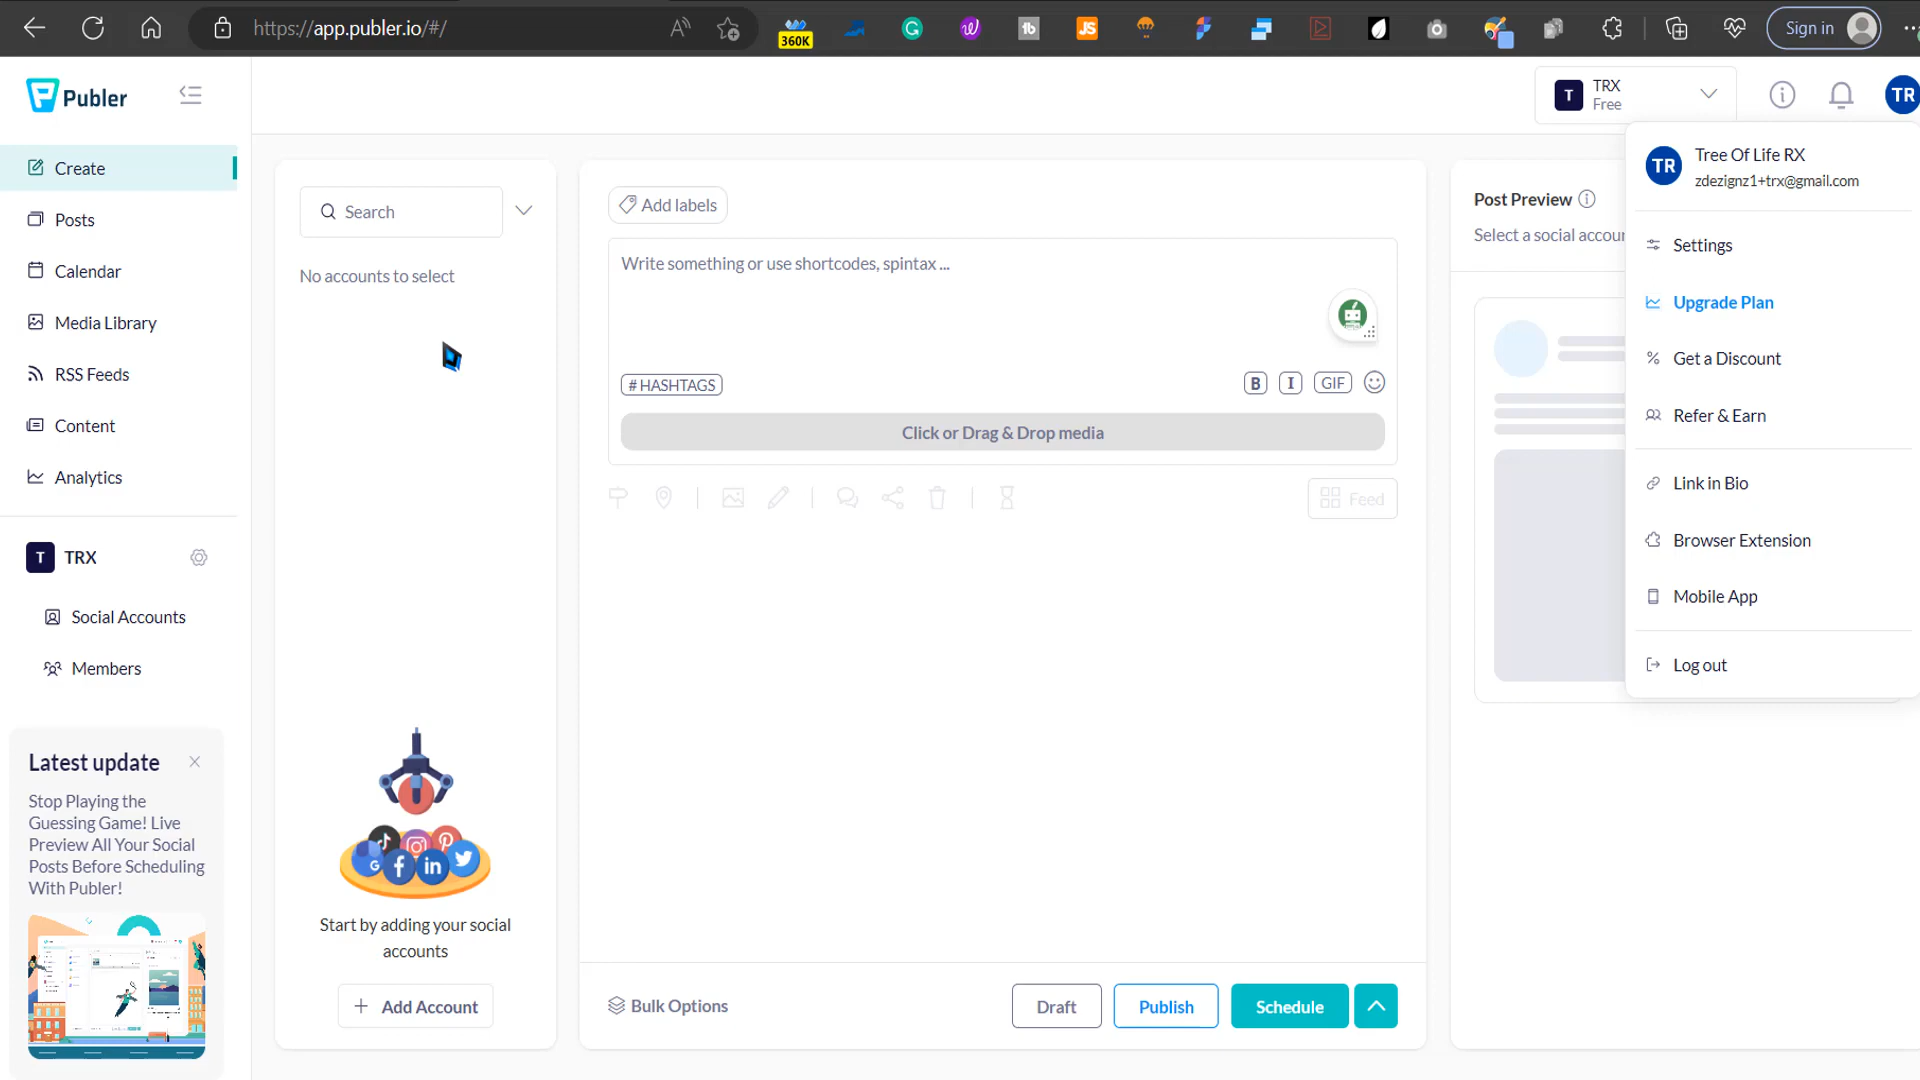 https://app.publer.io/#/
360K
Sign in
Publer
TRX
Free
TR
Create
Posts
Calendar
Media Library
RSS Feeds
Content
Analytics
T TRX
Social Accounts
Members
Latest update
Stop Playing the
Guessing Game! Live
Preview All Your Social
Posts Before Scheduling
With Publer!
Search
No accounts to select
Start by adding your social
accounts
+ Add Account
Add labels
Write something or use shortcodes, spintax ...
# HASHTAGS
B I GIF
Click or Drag & Drop media
Feed
Bulk Options
Draft
Publish
Schedule
Post Preview
Select a social accou
TR
Tree Of Life RX
zdezignz1+trx@gmail.com
Settings
Upgrade Plan
Get a Discount
Refer & Earn
Link in Bio
Browser Extension
Mobile App
Log out